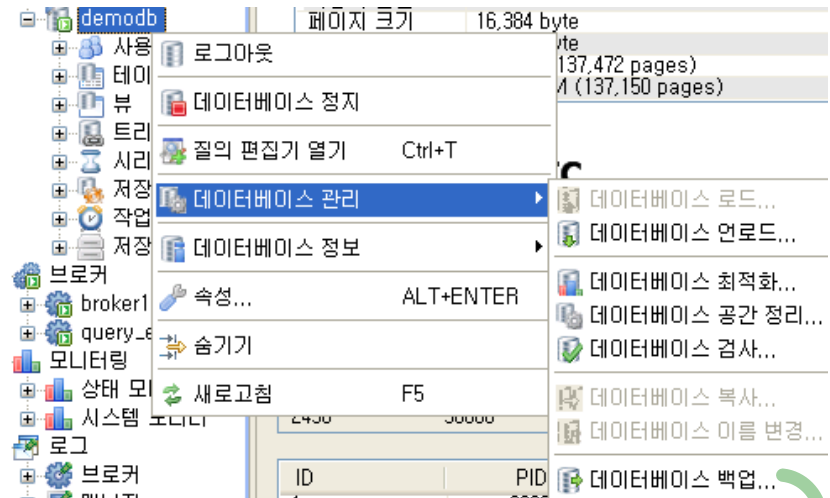 demodb
페이지 크기 16,384 byte
사용
로그아웃
yte
137,472 pages)
테이
데이터베이스 정지
M (137,150 pages)
뷰
트리
질의 편집기 열기 Ctrl+T
시리
저장
데이터베이스 관리
데이터베이스 로드...
작업
저장
데이터베이스 정보
데이터베이스 언로드...
브로커
broker1
속성... ALT+ENTER
데이터베이스 최적화...
데이터베이스 공간 정리...
query_e
숨기기
데이터베이스 검사...
모니터링
상태 모
새로고침 F5
데이터베이스 복사...
시스템 모니터
데이터베이스 이름 변경...
로그
브로커
ID PID
데이터베이스 백업...